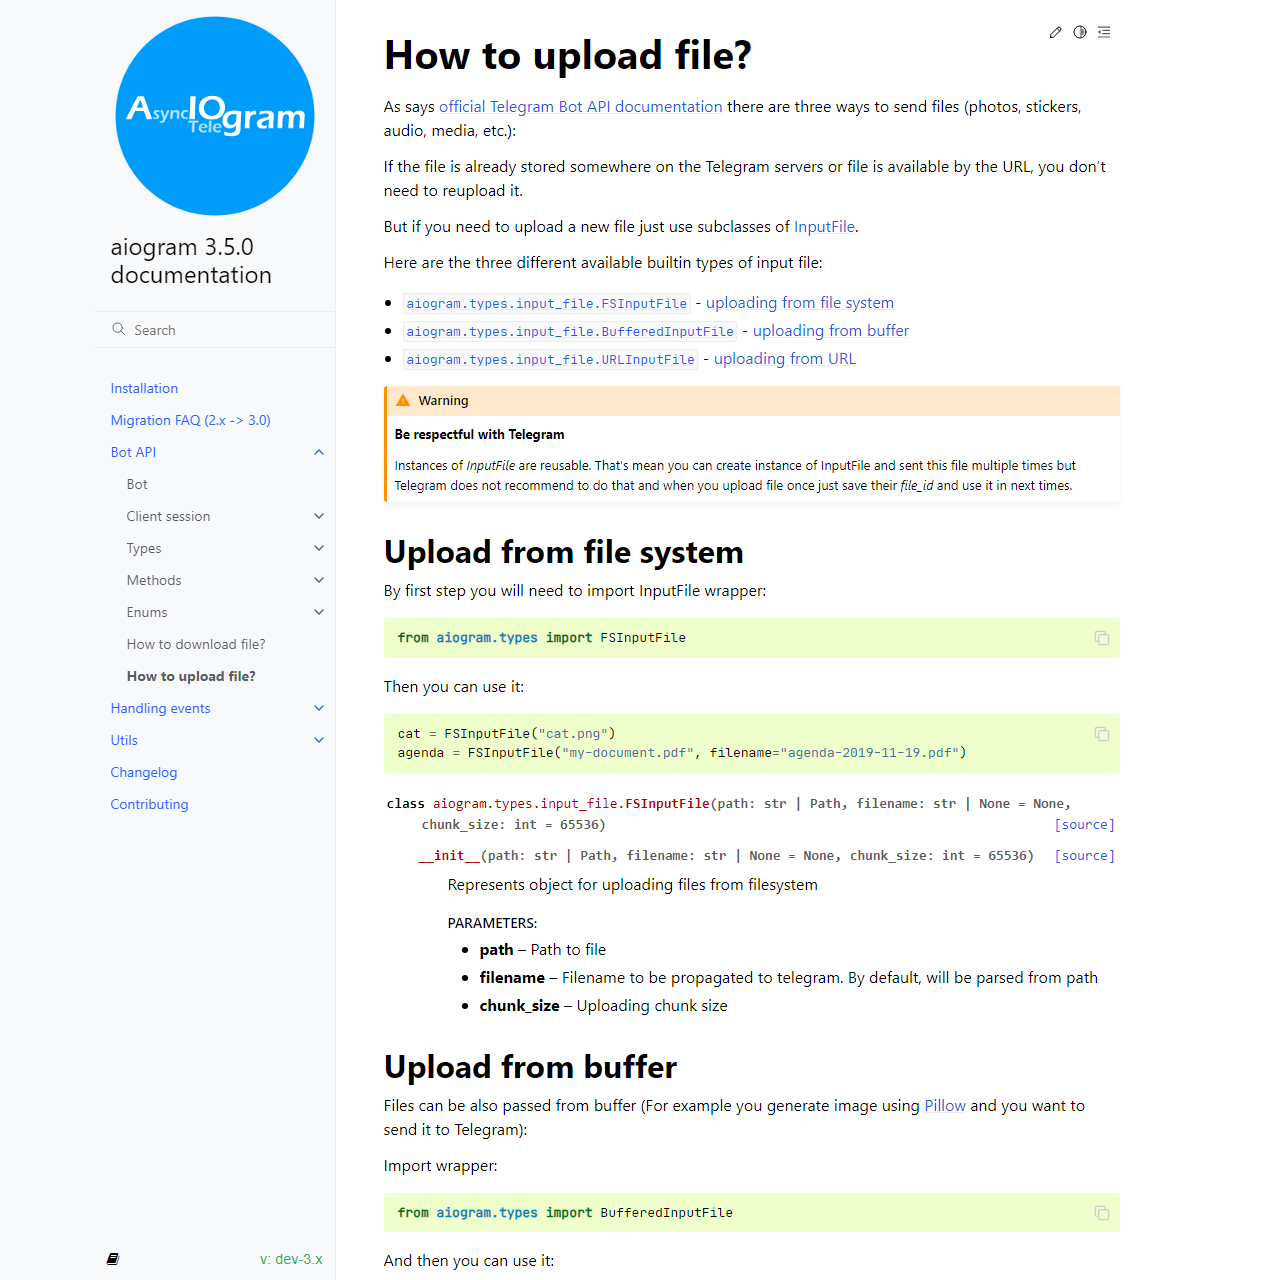 AsyncIOgram
Tele
aiogram 3.5.0
documentation
Search
Installation
Migration FAQ (2.x -> 3.0)
Bot API
Bot
Client session
Types
Methods
Enums
How to download file?
How to upload file?
Handling events
Utils
Changelog
Contributing
v: dev-3.x
How to upload file?
As says official Telegram Bot API documentation there are three ways to send files (photos, stickers,
audio, media, etc.):
If the file is already stored somewhere on the Telegram servers or file is available by the URL, you don’t
need to reupload it.
But if you need to upload a new file just use subclasses of InputFile.
Here are the three different available builtin types of input file:
• aiogram.types.input_file.FSInputFile - uploading from file system
• aiogram.types.input_file.BufferedInputFile - uploading from buffer
• aiogram.types.input_file.URLInputFile - uploading from URL
Warning
Be respectful with Telegram
Instances of InputFile are reusable. That’s mean you can create instance of InputFile and sent this file multiple times but
Telegram does not recommend to do that and when you upload file once just save their file_id and use it in next times.
Upload from file system
By first step you will need to import InputFile wrapper:
from aiogram.types import FSInputFile
Then you can use it:
cat = FSInputFile("cat.png")
agenda = FSInputFile("my-document.pdf", filename="agenda-2019-11-19.pdf")
class aiogram.types.input_file.FSInputFile(path: str | Path, filename: str | None = None,
chunk_size: int = 65536) [source]
__init__(path: str | Path, filename: str | None = None, chunk_size: int = 65536) [source]
Represents object for uploading files from filesystem
PARAMETERS:
• path – Path to file
• filename – Filename to be propagated to telegram. By default, will be parsed from path
• chunk_size – Uploading chunk size
Upload from buffer
Files can be also passed from buffer (For example you generate image using Pillow and you want to
send it to Telegram):
Import wrapper:
from aiogram.types import BufferedInputFile
And then you can use it: